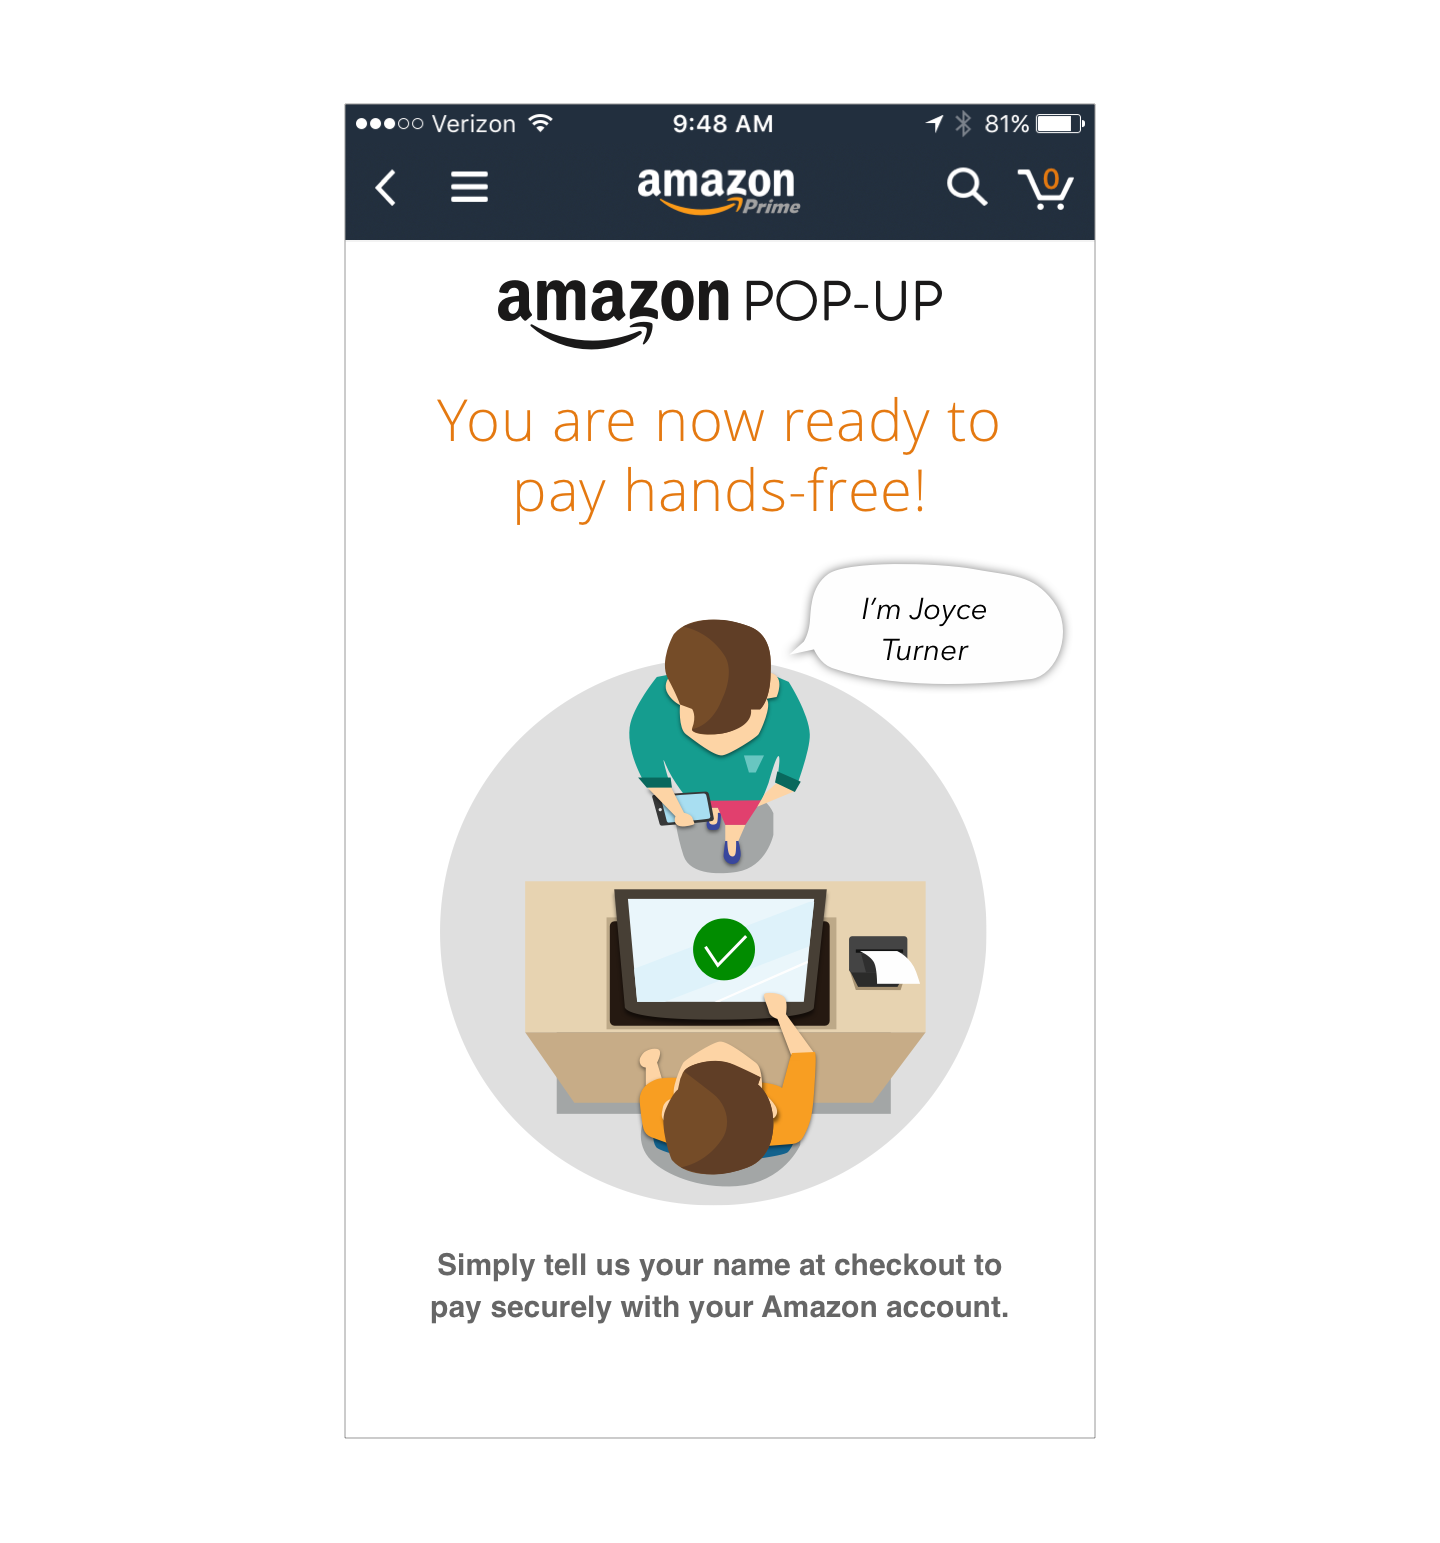 Verizon 9:48 AM 81%
amazon Prime 0
amazon POP-UP
You are now ready to
pay hands-free!
I'm Joyce
Turner
Simply tell us your name at checkout to
pay securely with your Amazon account.